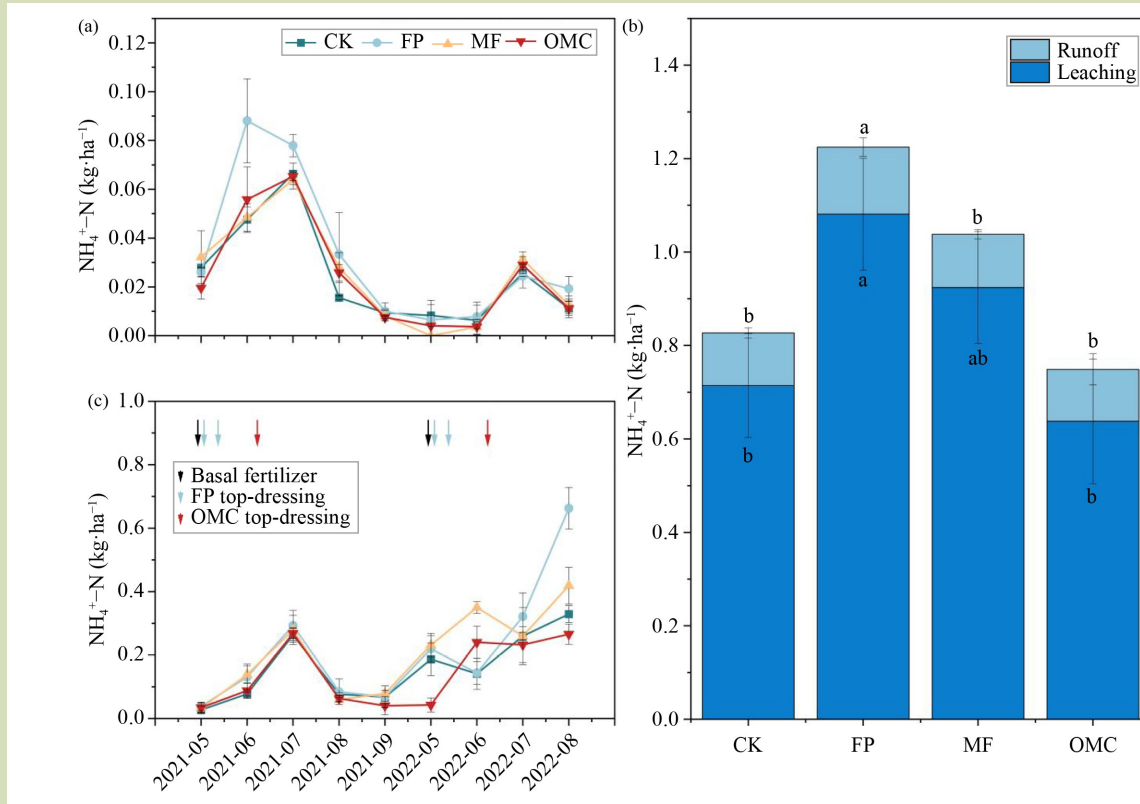 (a)
CK FP MF OMC
0.12
0.10
0.08
0.06
0.04
0.02
0.00
NH₄⁺−N (kg·ha⁻¹)
(c)
1.0
0.8
0.6
0.4
0.2
0.0
NH₄⁺−N (kg·ha⁻¹)
Basal fertilizer
FP top-dressing
OMC top-dressing
2021-05 2021-06 2021-07 2021-08 2021-09 2022-05 2022-06 2022-07 2022-08
(b)
Runoff
Leaching
1.4
1.2
1.0
0.8
0.6
0.4
0.2
0.0
NH₄⁺−N (kg·ha⁻¹)
b a b b
b a ab b
CK FP MF OMC